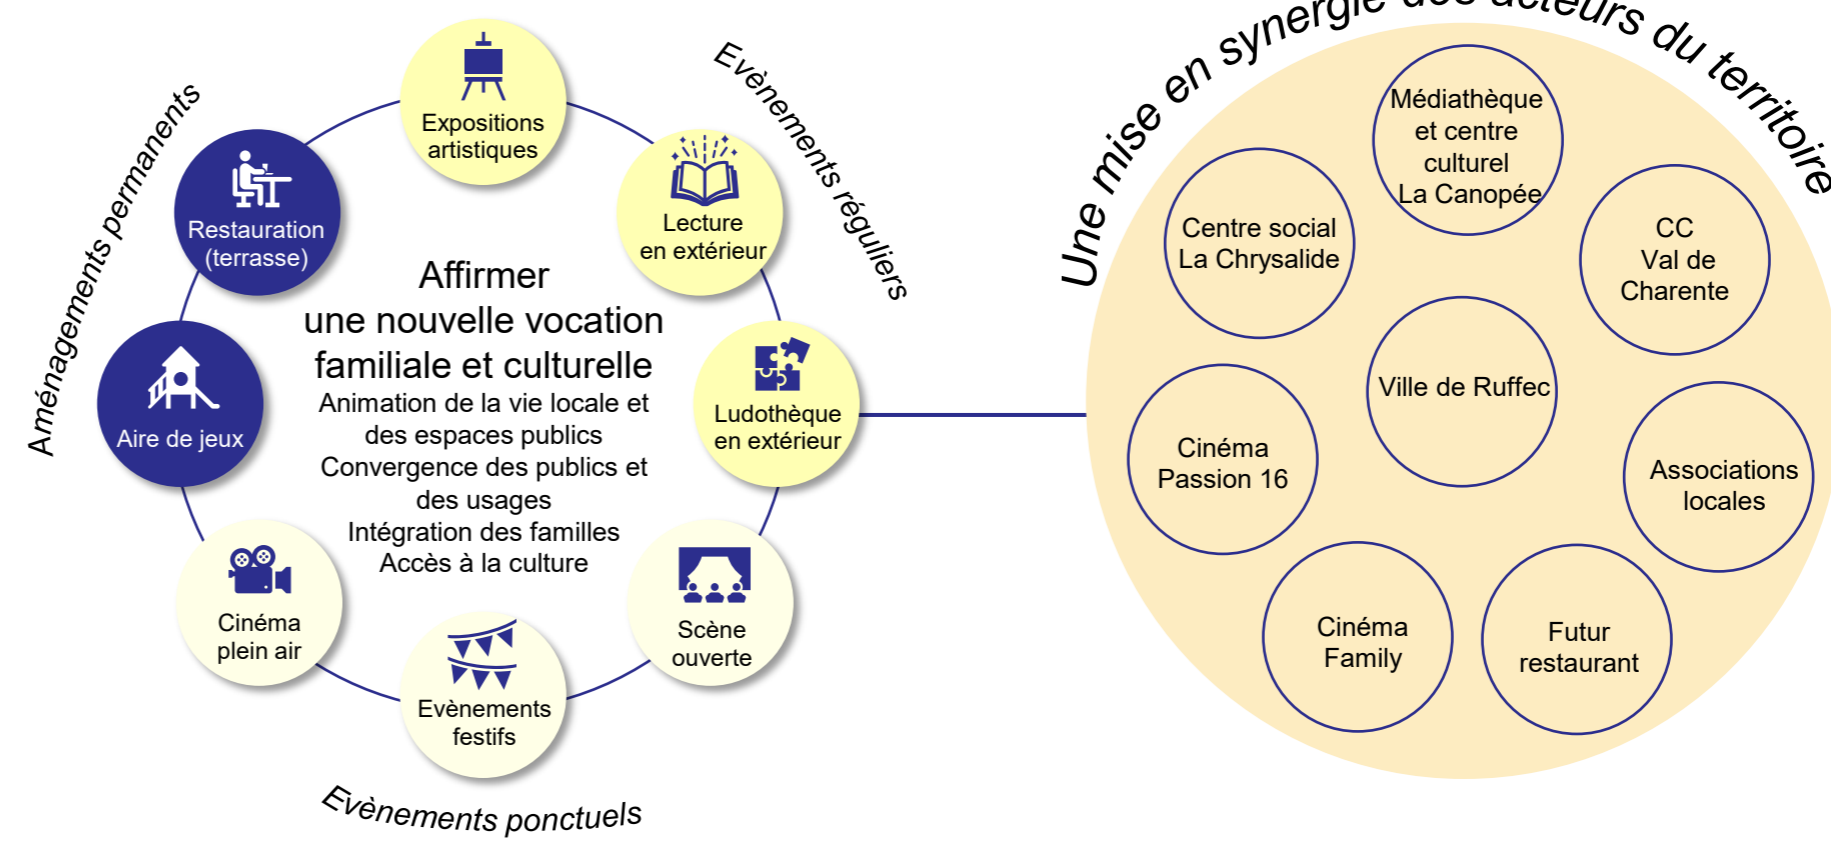 Aménagements permanents
Evènements réguliers
Evènements ponctuels
Expositions
artistiques
Lecture
en extérieur
Ludothèque
en extérieur
Scène
ouverte
Evènements
festifs
Cinéma
plein air
Aire de jeux
Restauration
(terrasse)
Affirmer
une nouvelle vocation
familiale et culturelle
Animation de la vie locale et
des espaces publics
Convergence des publics et
des usages
Intégration des familles
Accès à la culture
Une mise en synergie des acteurs du territoire
Médiathèque
et centre
culturel
La Canopée
Centre social
La Chrysalide
CC
Val de
Charente
Ville de Ruffec
Cinéma
Passion 16
Associations
locales
Cinéma
Family
Futur
restaurant